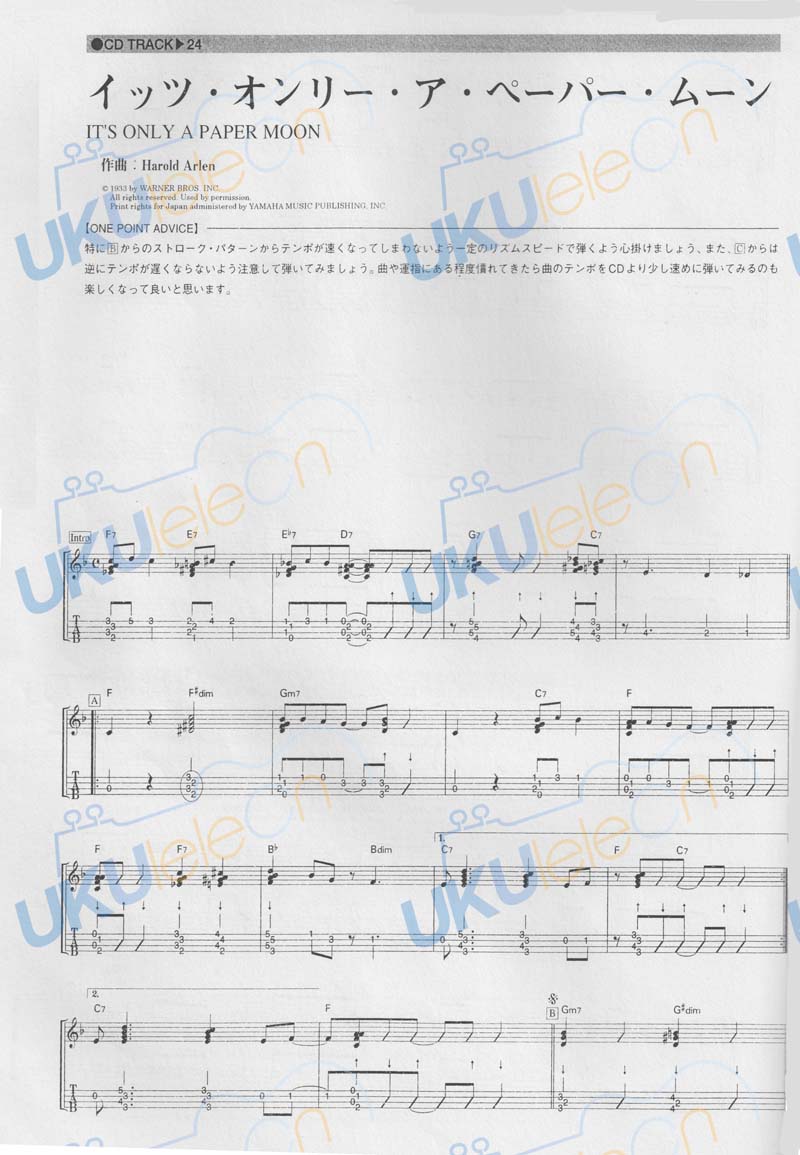 ●CD TRACK▶24
イッツ・オンリー・ア・ペーパー・ムーン
IT'S ONLY A PAPER MOON
作曲：Harold Arlen
© 1933 by WARNER BROS. INC.
All rights reserved. Used by permission.
Print rights for Japan administered by YAMAHA MUSIC PUBLISHING, INC.
【ONE POINT ADVICE】
特にBからのストローク・パターンからテンポが速くなってしまわないよう一定のリズムスピードで弾くよう心掛けましょう、また、Cからは
逆にテンポが遅くならないよう注意して弾いてみましょう。曲や運指にある程度慣れてきたら曲のテンポをCDより少し速めに弾いてみるのも
楽しくなって良いと思います。
UKUleleon
Intro F7 E7 E♭7 D7 G7 C7
A F F♯dim Gm7 C7 F
F F7 B♭ Bdim 1. C7 F C7
2. C7 F B Gm7 G♯dim